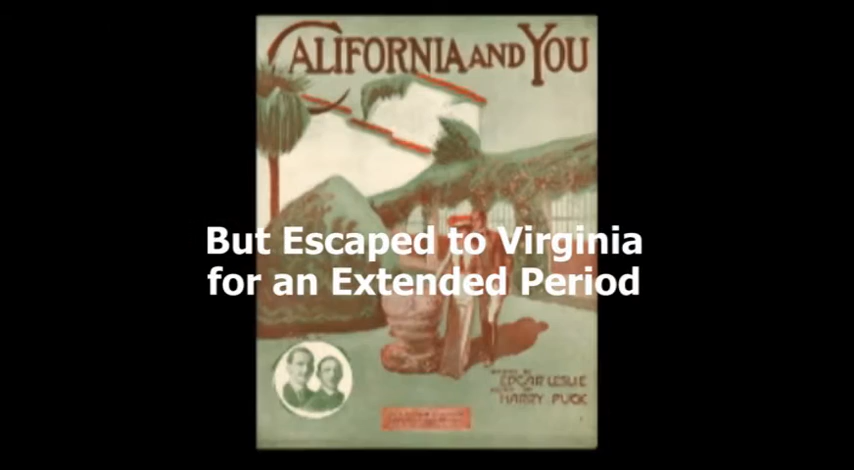 CALIFORNIA AND YOU
But Escaped to Virginia
for an Extended Period
EDGAR LESLIE
HARRY PUCK